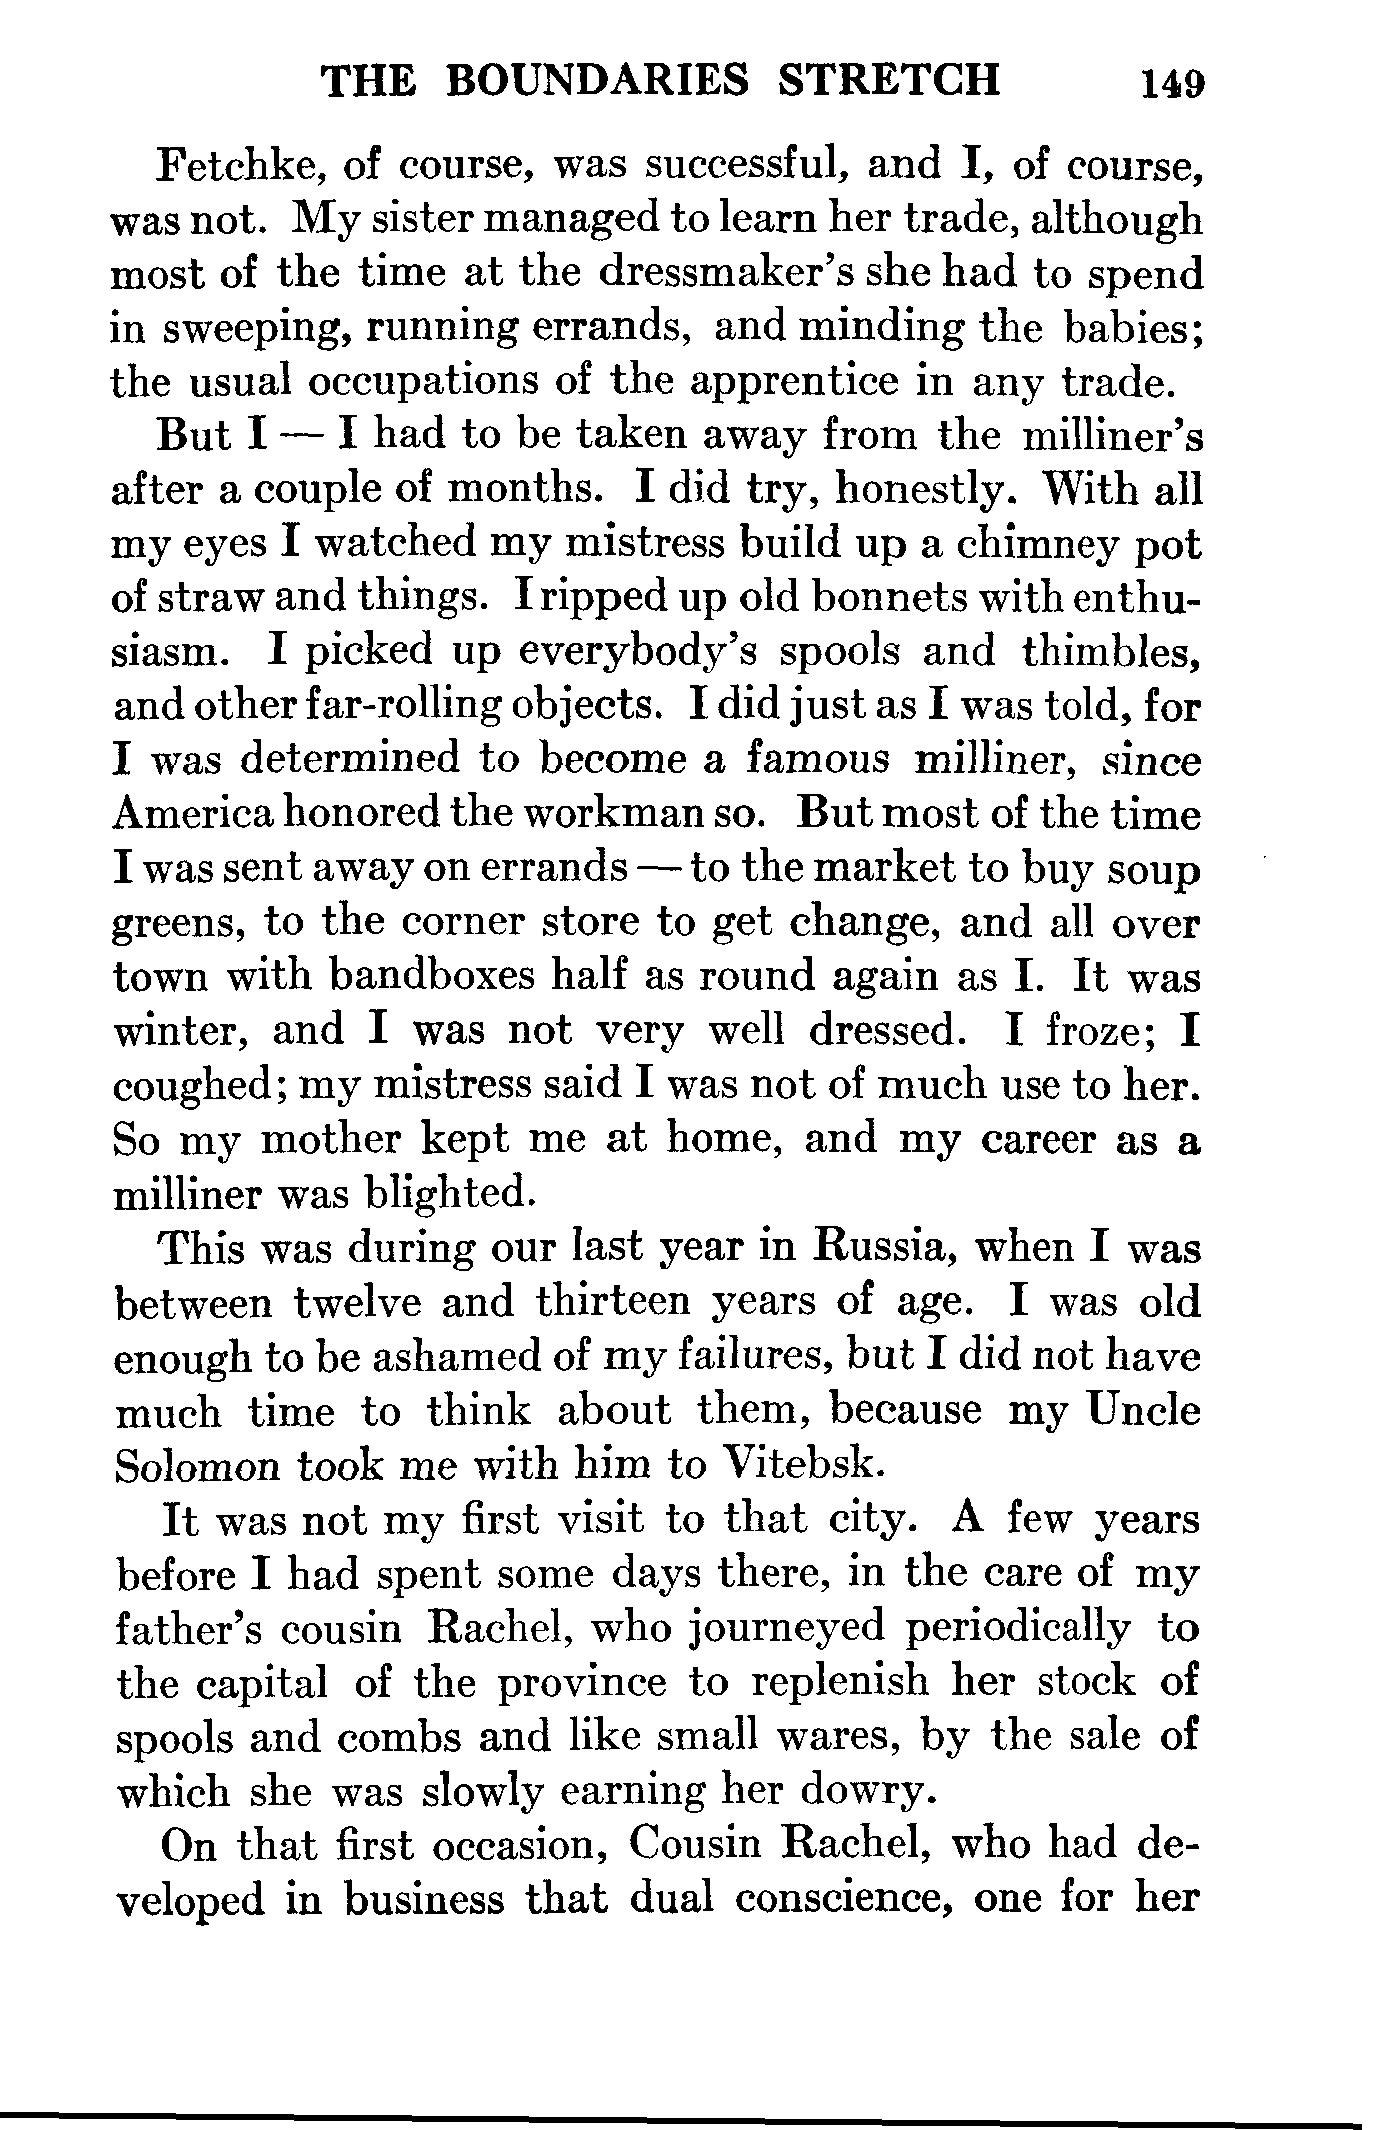 THE BOUNDARIES STRETCH 149
Fetchke, of course, was successful, and I, of course,
was not. My sister managed to learn her trade, although
most of the time at the dressmaker's she had to spend
in sweeping, running errands, and minding the babies;
the usual occupations of the apprentice in any trade.
But I — I had to be taken away from the milliner's
after a couple of months. I did try, honestly. With all
my eyes I watched my mistress build up a chimney pot
of straw and things. I ripped up old bonnets with enthu-
siasm. I picked up everybody's spools and thimbles,
and other far-rolling objects. I did just as I was told, for
I was determined to become a famous milliner, since
America honored the workman so. But most of the time
I was sent away on errands — to the market to buy soup
greens, to the corner store to get change, and all over
town with bandboxes half as round again as I. It was
winter, and I was not very well dressed. I froze; I
coughed; my mistress said I was not of much use to her.
So my mother kept me at home, and my career as a
milliner was blighted.
This was during our last year in Russia, when I was
between twelve and thirteen years of age. I was old
enough to be ashamed of my failures, but I did not have
much time to think about them, because my Uncle
Solomon took me with him to Vitebsk.
It was not my first visit to that city. A few years
before I had spent some days there, in the care of my
father's cousin Rachel, who journeyed periodically to
the capital of the province to replenish her stock of
spools and combs and like small wares, by the sale of
which she was slowly earning her dowry.
On that first occasion, Cousin Rachel, who had de-
veloped in business that dual conscience, one for her